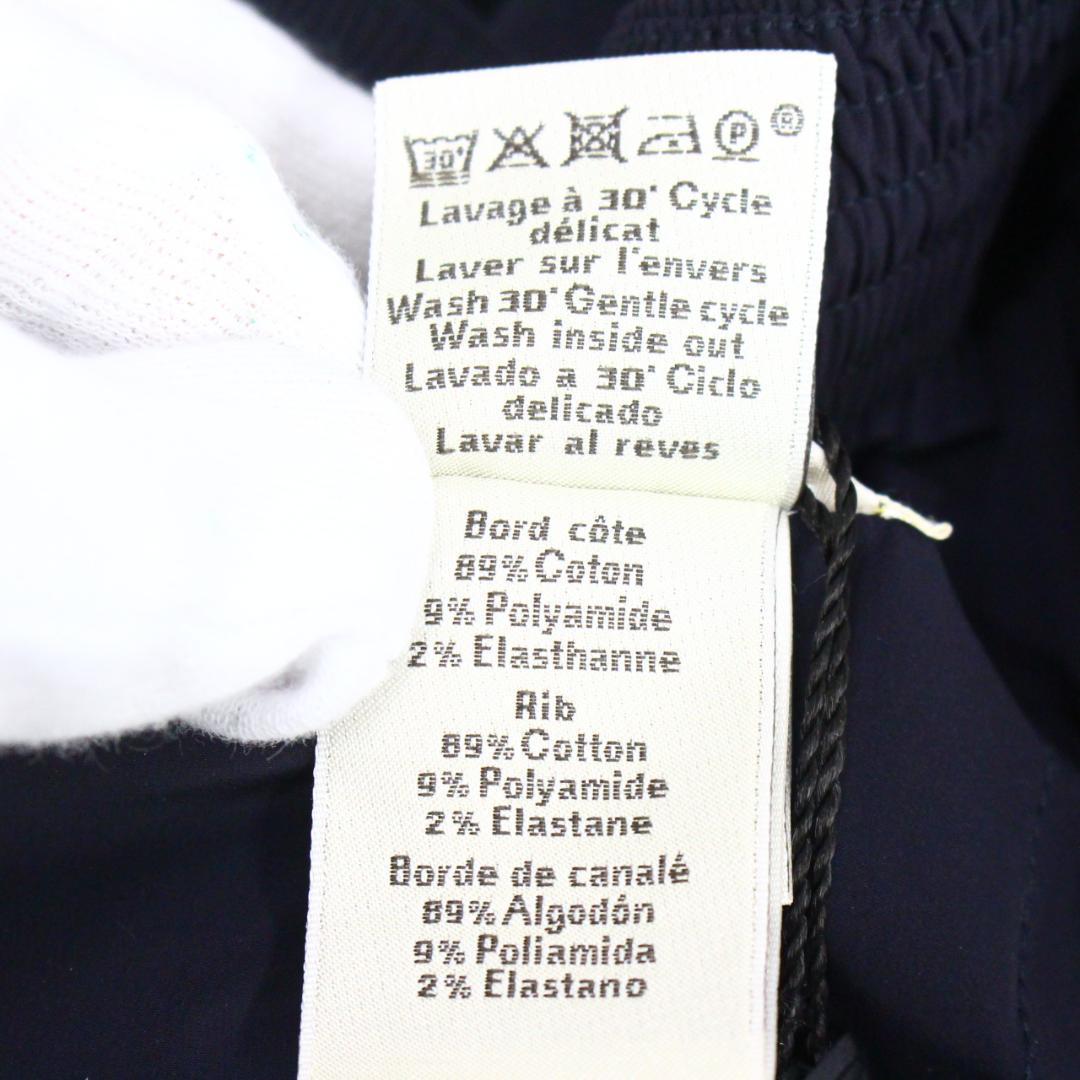 30° P ®
Lavage à 30° Cycle
délicat
Laver sur l'envers
Wash 30° Gentle cycle
Wash inside out
Lavado a 30° Ciclo
delicado
Lavar al reves
Bord côte
89% Coton
9% Polyamide
2% Elasthanne
Rib
89% Cotton
9% Polyamide
2% Elastane
Borde de canalé
89% Algodón
9% Poliamida
2% Elastano